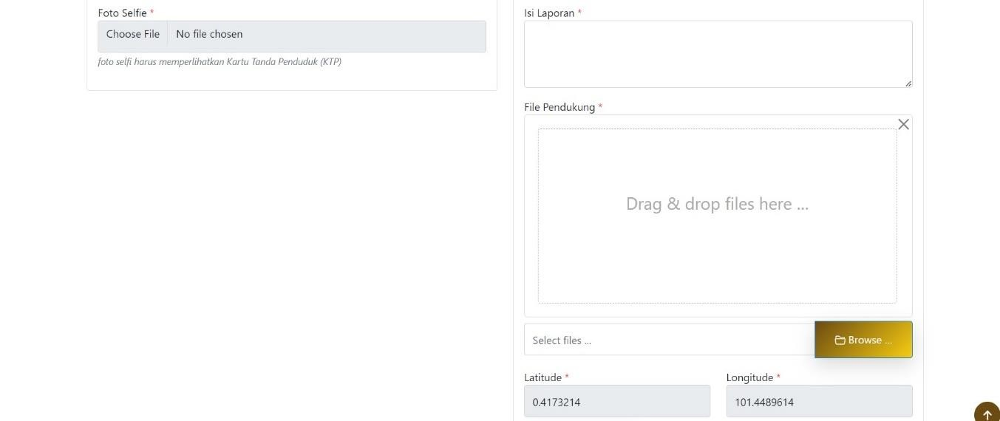 Foto Selfie *
Choose File No file chosen
foto selfi harus memperlihatkan Kartu Tanda Penduduk (KTP)
Isi Laporan *
File Pendukung *
Drag & drop files here ...
Select files ...
Browse ...
Latitude *
0.4173214
Longitude *
101.4489614